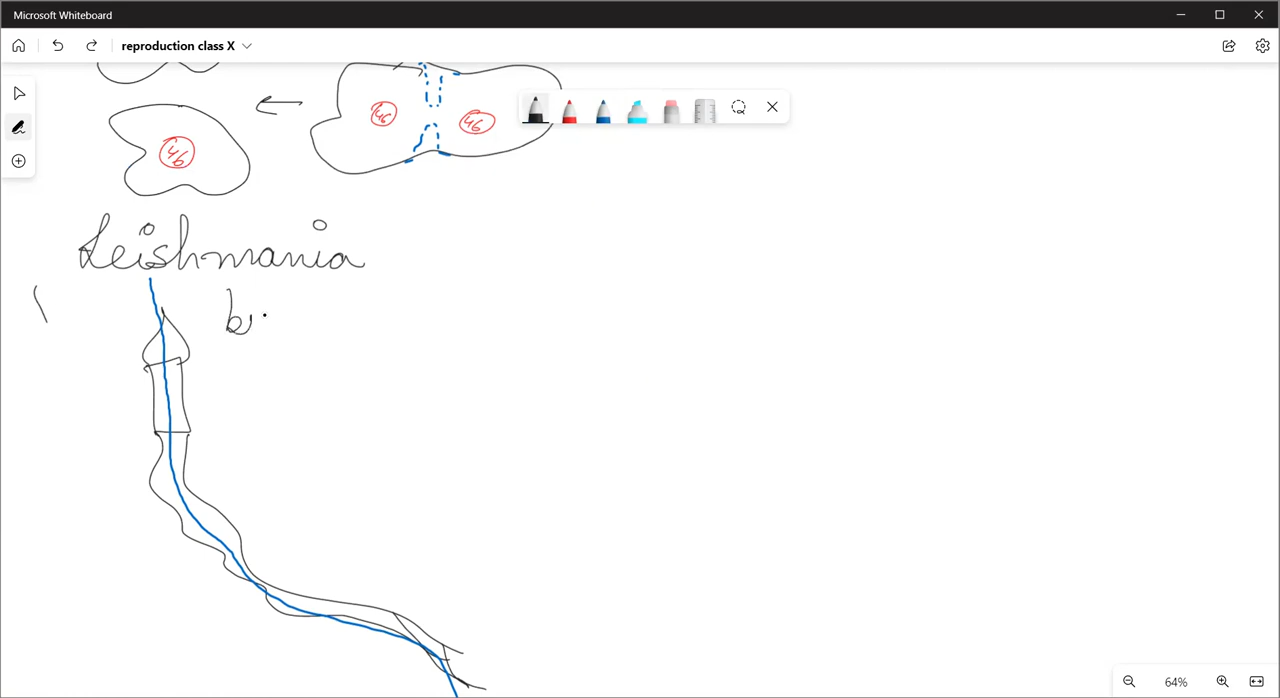 Microsoft Whiteboard
reproduction class X
46 46
46
Leishmania
64%